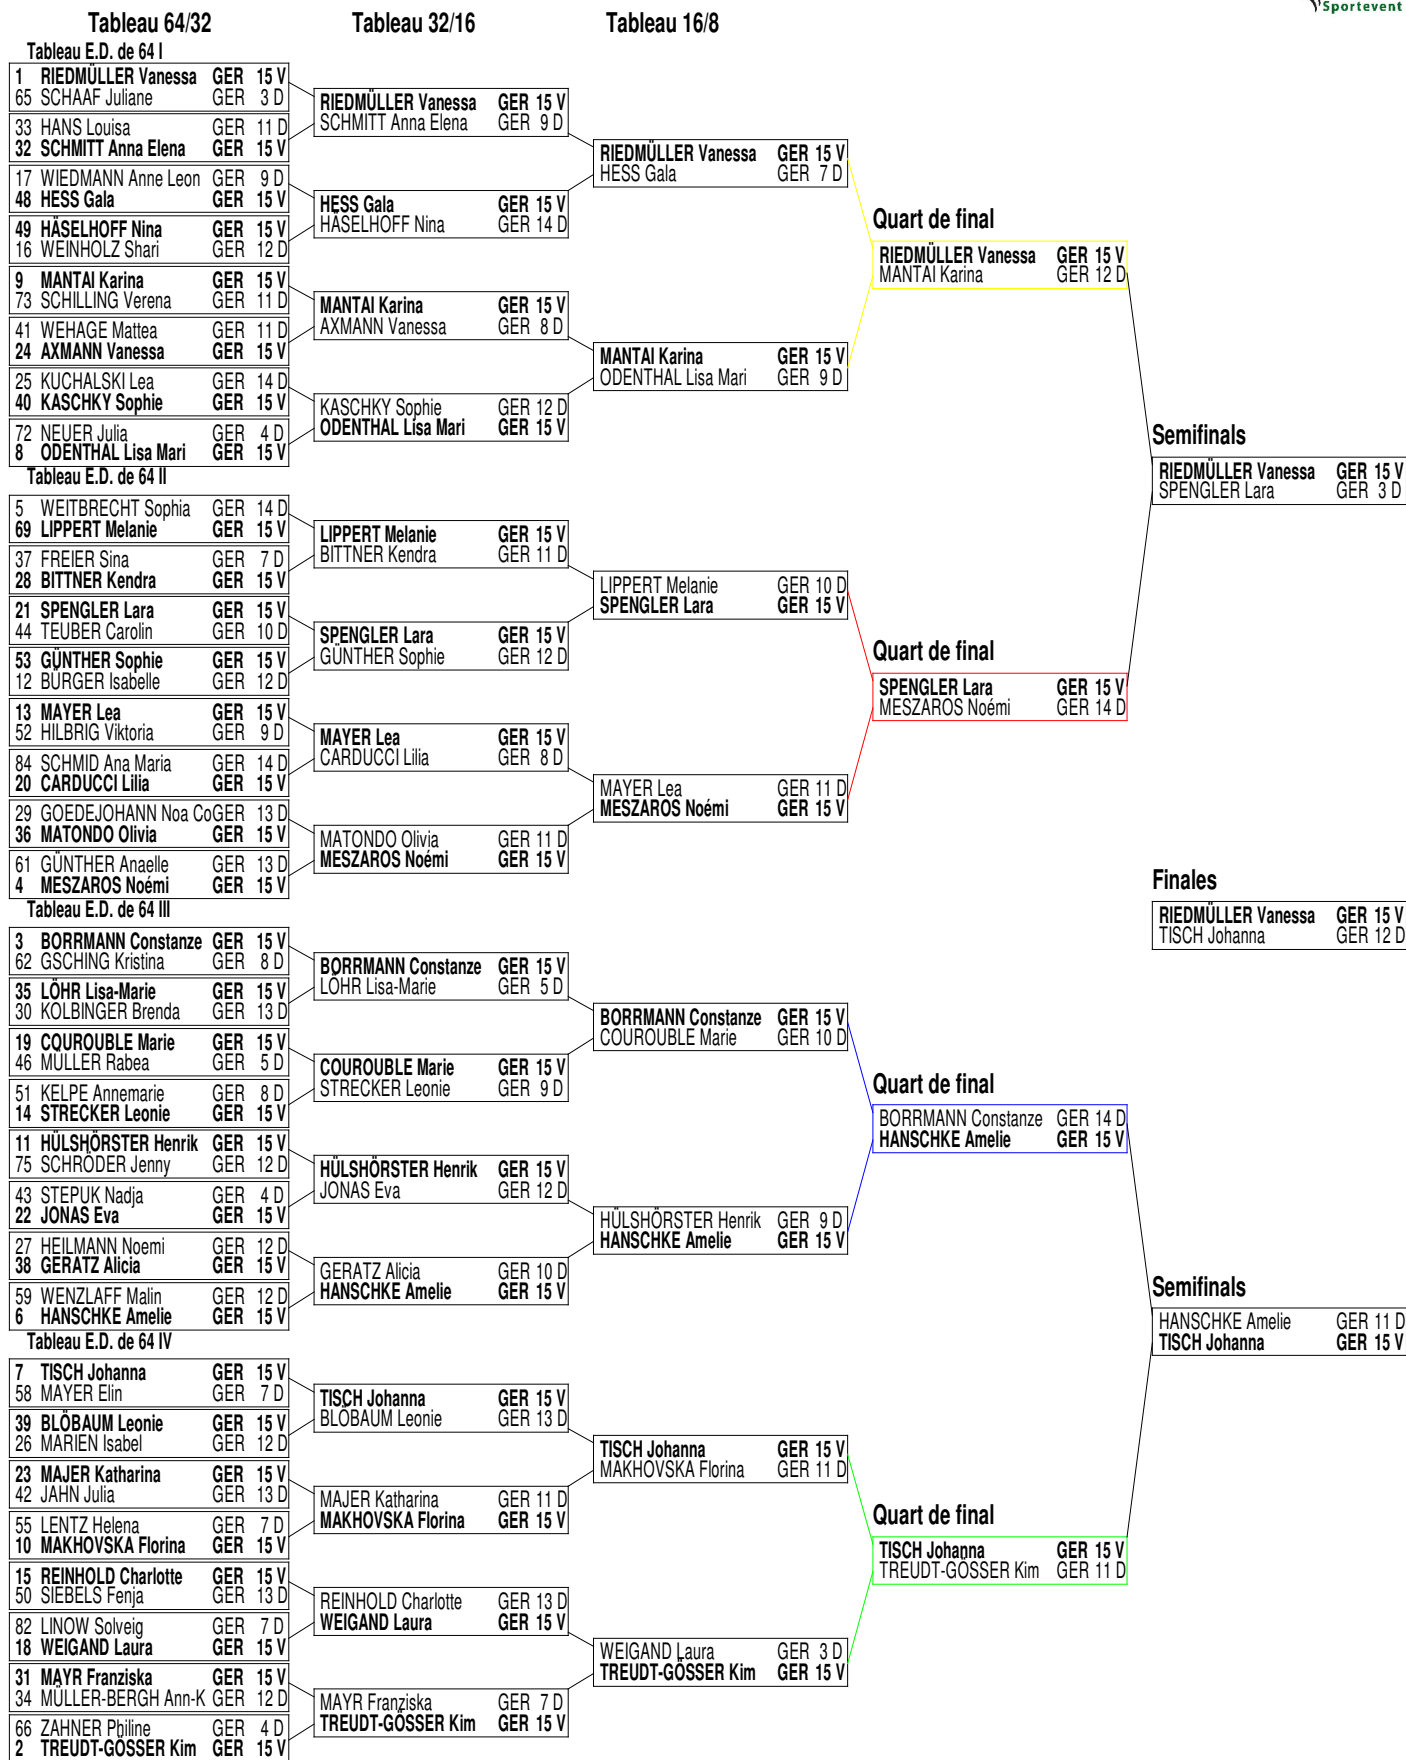 Sportevent
Tableau 64/32 Tableau 32/16 Tableau 16/8
Tableau E.D. de 64 I
1 RIEDMÜLLER Vanessa GER 15 V
65 SCHAAF Juliane GER 3 D
33 HANS Louisa GER 11 D
32 SCHMITT Anna Elena GER 15 V
17 WIEDMANN Anne Leon GER 9 D
48 HESS Gala GER 15 V
49 HÄSELHOFF Nina GER 15 V
16 WEINHOLZ Shari GER 12 D
9 MANTAI Karina GER 15 V
73 SCHILLING Verena GER 11 D
41 WEHAGE Mattea GER 11 D
24 AXMANN Vanessa GER 15 V
25 KUCHALSKI Lea GER 14 D
40 KASCHKY Sophie GER 15 V
72 NEUER Julia GER 4 D
8 ODENTHAL Lisa Mari GER 15 V
Tableau E.D. de 64 II
5 WEITBRECHT Sophia GER 14 D
69 LIPPERT Melanie GER 15 V
37 FREIER Sina GER 7 D
28 BITTNER Kendra GER 15 V
21 SPENGLER Lara GER 15 V
44 TEUBER Carolin GER 10 D
53 GÜNTHER Sophie GER 15 V
12 BÜRGER Isabelle GER 12 D
13 MAYER Lea GER 15 V
52 HILBRIG Viktoria GER 9 D
84 SCHMID Ana Maria GER 14 D
20 CARDUCCI Lilia GER 15 V
29 GOEDEJOHANN Noa CoGER 13 D
36 MATONDO Olivia GER 15 V
61 GÜNTHER Anaelle GER 13 D
4 MESZAROS Noémi GER 15 V
Tableau E.D. de 64 III
3 BORRMANN Constanze GER 15 V
62 GSCHING Kristina GER 8 D
35 LÖHR Lisa-Marie GER 15 V
30 KOLBINGER Brenda GER 13 D
19 COUROUBLE Marie GER 15 V
46 MÜLLER Rabea GER 5 D
51 KELPE Annemarie GER 8 D
14 STRECKER Leonie GER 15 V
11 HÜLSHÖRSTER Henrik GER 15 V
75 SCHRÖDER Jenny GER 12 D
43 STEPUK Nadja GER 4 D
22 JONAS Eva GER 15 V
27 HEILMANN Noemi GER 12 D
38 GERATZ Alicia GER 15 V
59 WENZLAFF Malin GER 12 D
6 HANSCHKE Amelie GER 15 V
Tableau E.D. de 64 IV
7 TISCH Johanna GER 15 V
58 MAYER Elin GER 7 D
39 BLÖBAUM Leonie GER 15 V
26 MARIEN Isabel GER 12 D
23 MAJER Katharina GER 15 V
42 JAHN Julia GER 13 D
55 LENTZ Helena GER 7 D
10 MAKHOVSKA Florina GER 15 V
15 REINHOLD Charlotte GER 15 V
50 SIEBELS Fenja GER 13 D
82 LINOW Solveig GER 7 D
18 WEIGAND Laura GER 15 V
31 MAYR Franziska GER 15 V
34 MÜLLER-BERGH Ann-K GER 12 D
66 ZAHNER Philine GER 4 D
2 TREUDT-GÖSSER Kim GER 15 V
RIEDMÜLLER Vanessa GER 15 V
SCHMITT Anna Elena GER 9 D
HESS Gala GER 15 V
HÄSELHOFF Nina GER 14 D
MANTAI Karina GER 15 V
AXMANN Vanessa GER 8 D
KASCHKY Sophie GER 12 D
ODENTHAL Lisa Mari GER 15 V
LIPPERT Melanie GER 15 V
BITTNER Kendra GER 11 D
SPENGLER Lara GER 15 V
GÜNTHER Sophie GER 12 D
MAYER Lea GER 15 V
CARDUCCI Lilia GER 8 D
MATONDO Olivia GER 11 D
MESZAROS Noémi GER 15 V
BORRMANN Constanze GER 15 V
LÖHR Lisa-Marie GER 5 D
COUROUBLE Marie GER 15 V
STRECKER Leonie GER 9 D
HÜLSHÖRSTER Henrik GER 15 V
JONAS Eva GER 12 D
GERATZ Alicia GER 10 D
HANSCHKE Amelie GER 15 V
TISCH Johanna GER 15 V
BLÖBAUM Leonie GER 13 D
MAJER Katharina GER 11 D
MAKHOVSKA Florina GER 15 V
REINHOLD Charlotte GER 13 D
WEIGAND Laura GER 15 V
MAYR Franziska GER 7 D
TREUDT-GÖSSER Kim GER 15 V
RIEDMÜLLER Vanessa GER 15 V
HESS Gala GER 7 D
MANTAI Karina GER 15 V
ODENTHAL Lisa Mari GER 9 D
LIPPERT Melanie GER 10 D
SPENGLER Lara GER 15 V
MAYER Lea GER 11 D
MESZAROS Noémi GER 15 V
BORRMANN Constanze GER 15 V
COUROUBLE Marie GER 10 D
HÜLSHÖRSTER Henrik GER 9 D
HANSCHKE Amelie GER 15 V
TISCH Johanna GER 15 V
MAKHOVSKA Florina GER 11 D
WEIGAND Laura GER 3 D
TREUDT-GÖSSER Kim GER 15 V
Quart de final
RIEDMÜLLER Vanessa GER 15 V
MANTAI Karina GER 12 D
Quart de final
SPENGLER Lara GER 15 V
MESZAROS Noémi GER 14 D
Quart de final
BORRMANN Constanze GER 14 D
HANSCHKE Amelie GER 15 V
Quart de final
TISCH Johanna GER 15 V
TREUDT-GÖSSER Kim GER 11 D
Semifinals
RIEDMÜLLER Vanessa GER 15 V
SPENGLER Lara GER 3 D
Finales
RIEDMÜLLER Vanessa GER 15 V
TISCH Johanna GER 12 D
Semifinals
HANSCHKE Amelie GER 11 D
TISCH Johanna GER 15 V